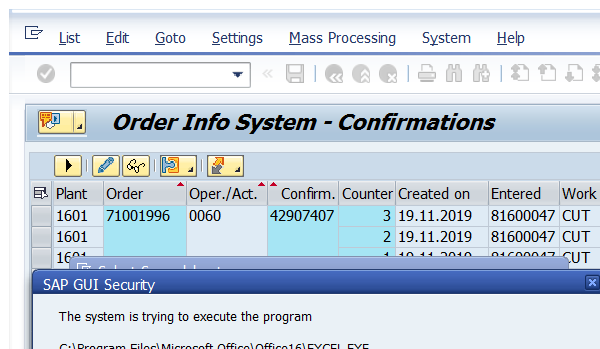 List Edit Goto Settings Mass Processing System Help
Order Info System - Confirmations
Plant Order Oper./Act. Confirm. Counter Created on Entered Work
1601 71001996 0060 42907407 3 19.11.2019 81600047 CUT
1601 2 19.11.2019 81600047 CUT
1601 1 19.11.2019 81600047 CUT
SAP GUI Security
The system is trying to execute the program
C:\Program Files\Microsoft Office\Office16\EXCEL.EXE